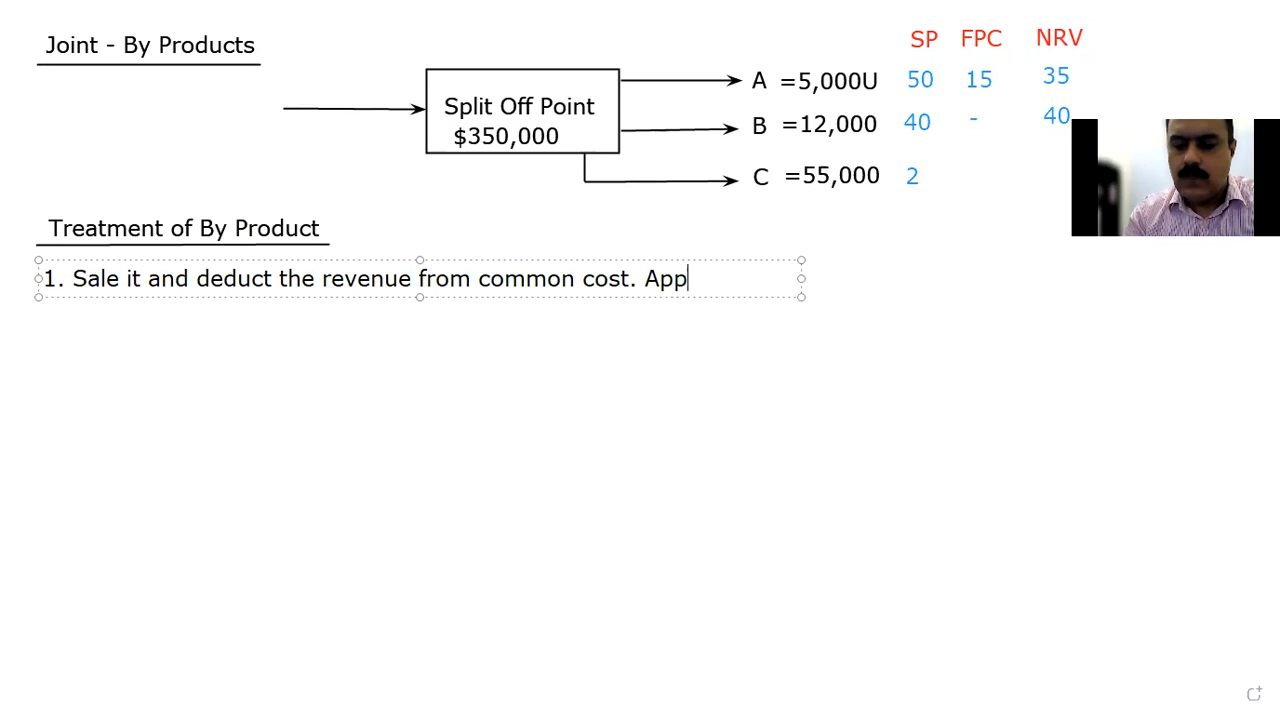 Joint - By Products
SP FPC NRV
Split Off Point
$350,000
A =5,000U 50 15 35
B =12,000 40 - 40
C =55,000 2
Treatment of By Product
1. Sale it and deduct the revenue from common cost. App